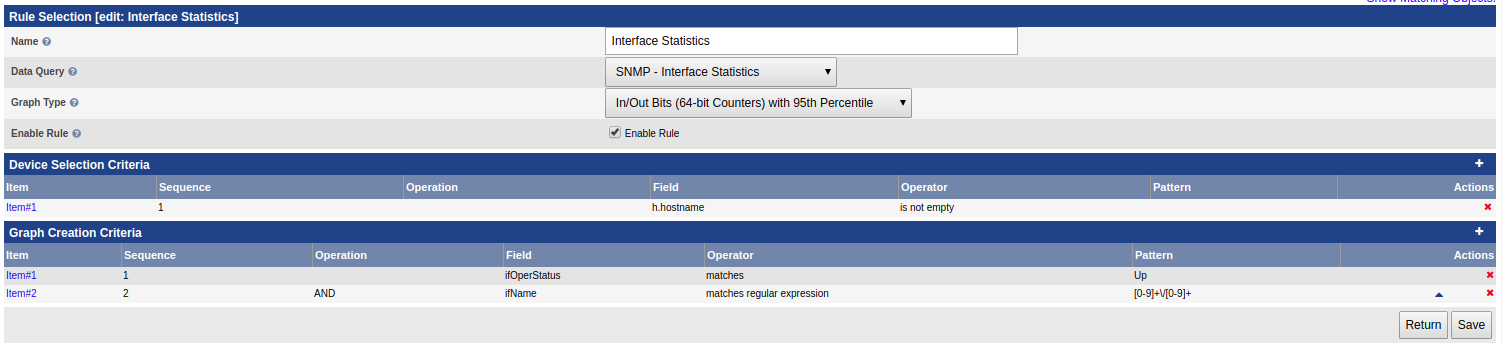 Show Matching Objects.
Rule Selection [edit: Interface Statistics]
Name Interface Statistics
Data Query SNMP - Interface Statistics
Graph Type In/Out Bits (64-bit Counters) with 95th Percentile
Enable Rule Enable Rule
Device Selection Criteria
Item Sequence Operation Field Operator Pattern Actions
Item#1 1 h.hostname is not empty
Graph Creation Criteria
Item Sequence Operation Field Operator Pattern Actions
Item#1 1 ifOperStatus matches Up
Item#2 2 AND ifName matches regular expression [0-9]+\/[0-9]+
Return Save